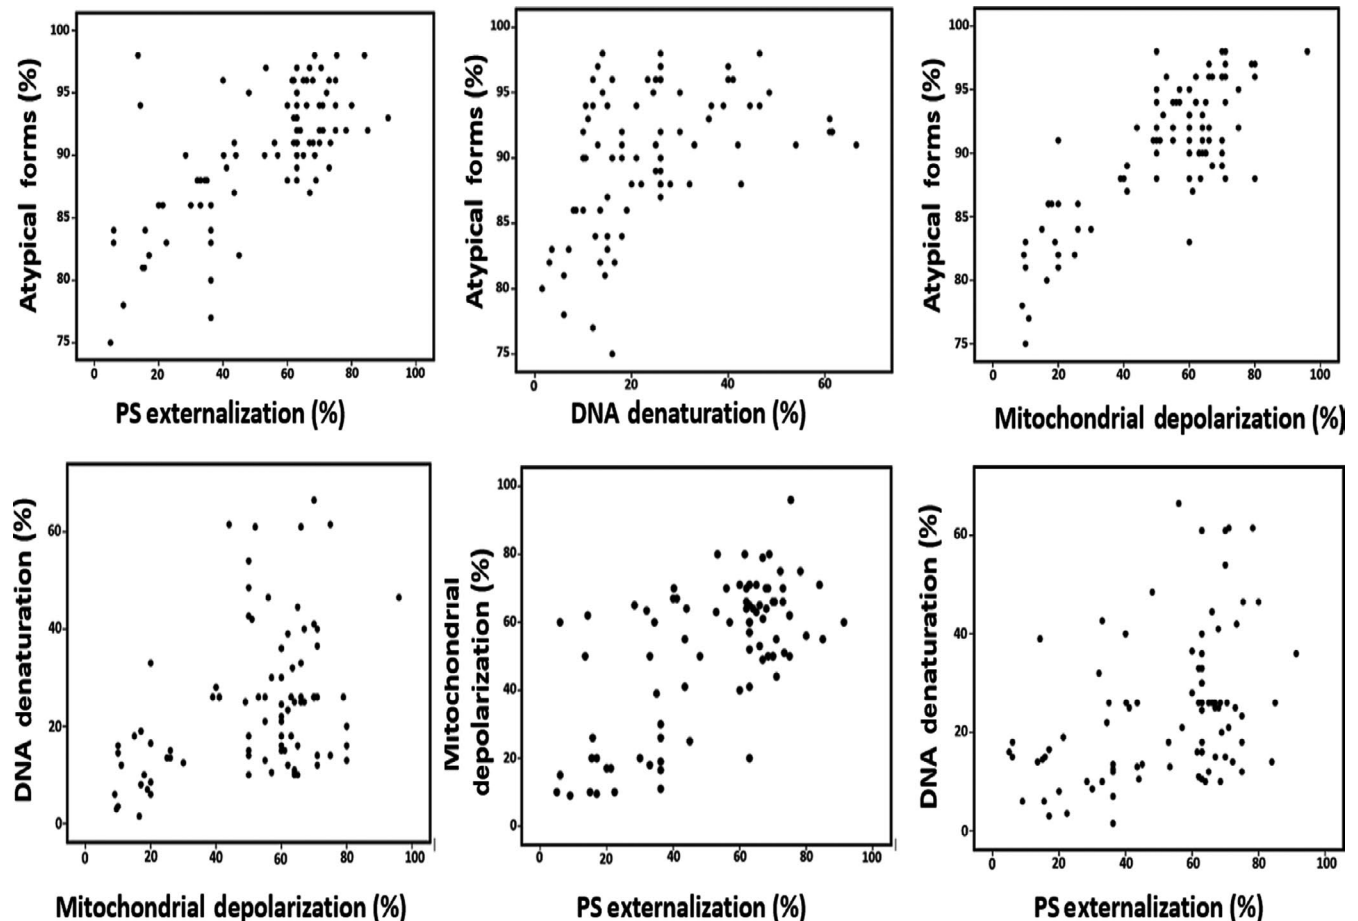 Atypical forms (%)
100
95
90
85
80
75
0 20 40 60 80 100
PS externalization (%)
Atypical forms (%)
100
95
90
85
80
75
0 20 40 60
DNA denaturation (%)
Atypical forms (%)
100
95
90
85
80
75
0 20 40 60 80 100
Mitochondrial depolarization (%)
DNA denaturation (%)
60
40
20
0
0 20 40 60 80 100
Mitochondrial depolarization (%)
Mitochondrial
depolarization (%)
100
80
60
40
20
0
0 20 40 60 80 100
PS externalization (%)
DNA denaturation (%)
60
40
20
0
0 20 40 60 80 100
PS externalization (%)